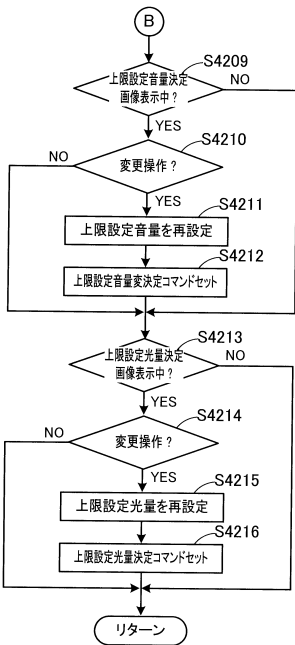 B
S4209
上限設定音量決定
画像表示中？
NO
YES
S4210
NO
変更操作？
YES
S4211
上限設定音量を再設定
S4212
上限設定音量変決定コマンドセット
S4213
上限設定光量決定
画像表示中？
NO
YES
S4214
NO
変更操作？
YES
S4215
上限設定光量を再設定
S4216
上限設定光量決定コマンドセット
リターン